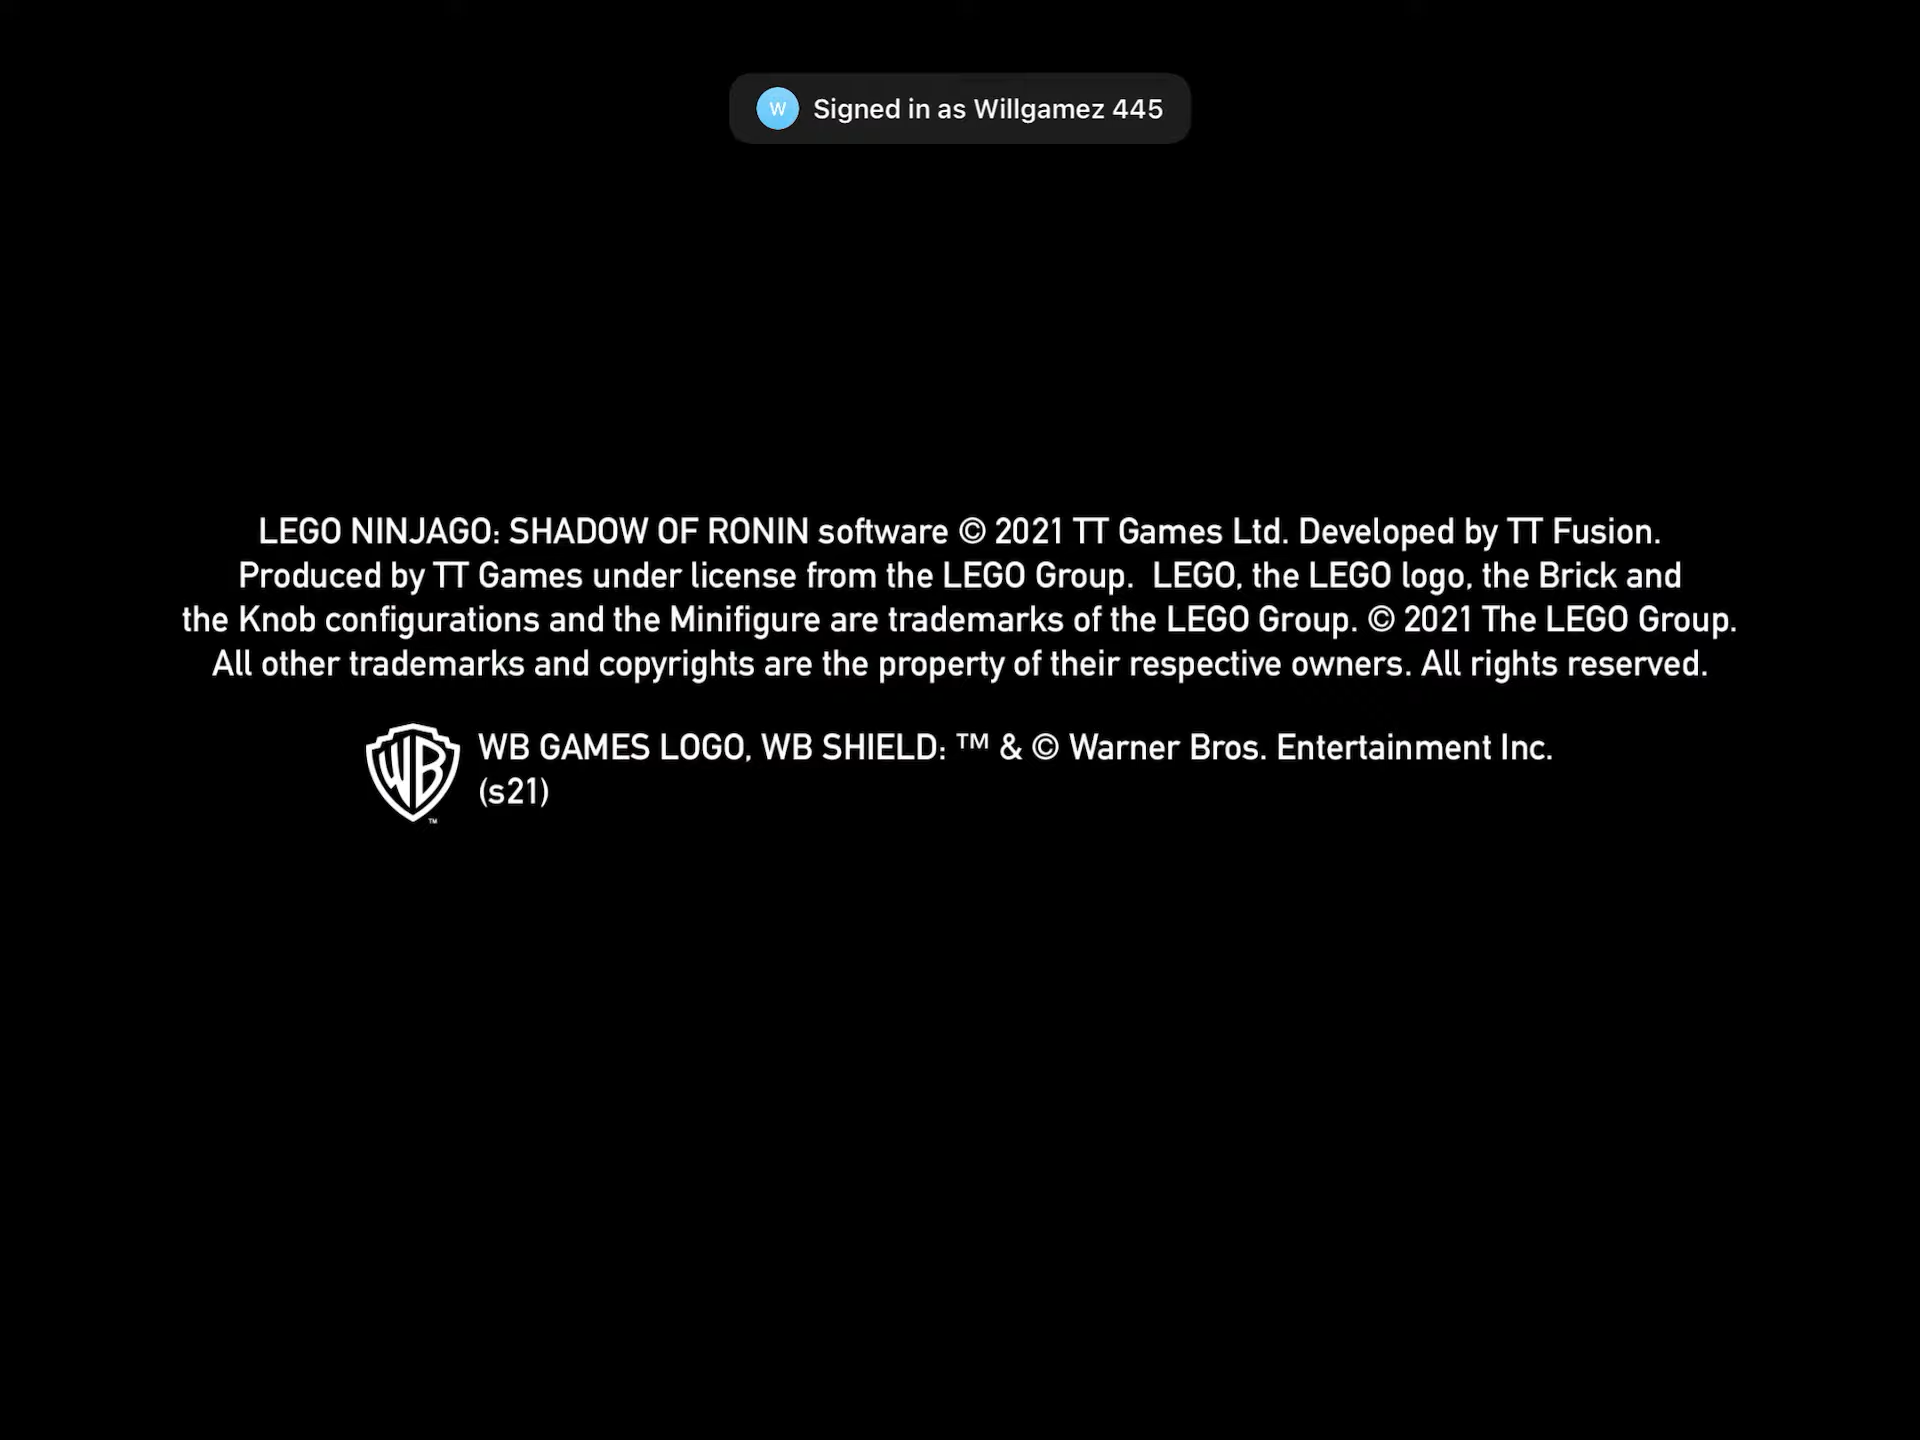 W Signed in as Willgamez 445
LEGO NINJAGO: SHADOW OF RONIN software © 2021 TT Games Ltd. Developed by TT Fusion.
Produced by TT Games under license from the LEGO Group. LEGO, the LEGO logo, the Brick and
the Knob configurations and the Minifigure are trademarks of the LEGO Group. © 2021 The LEGO Group.
All other trademarks and copyrights are the property of their respective owners. All rights reserved.
WB GAMES LOGO, WB SHIELD: ™ & © Warner Bros. Entertainment Inc.
WB ™ (s21)